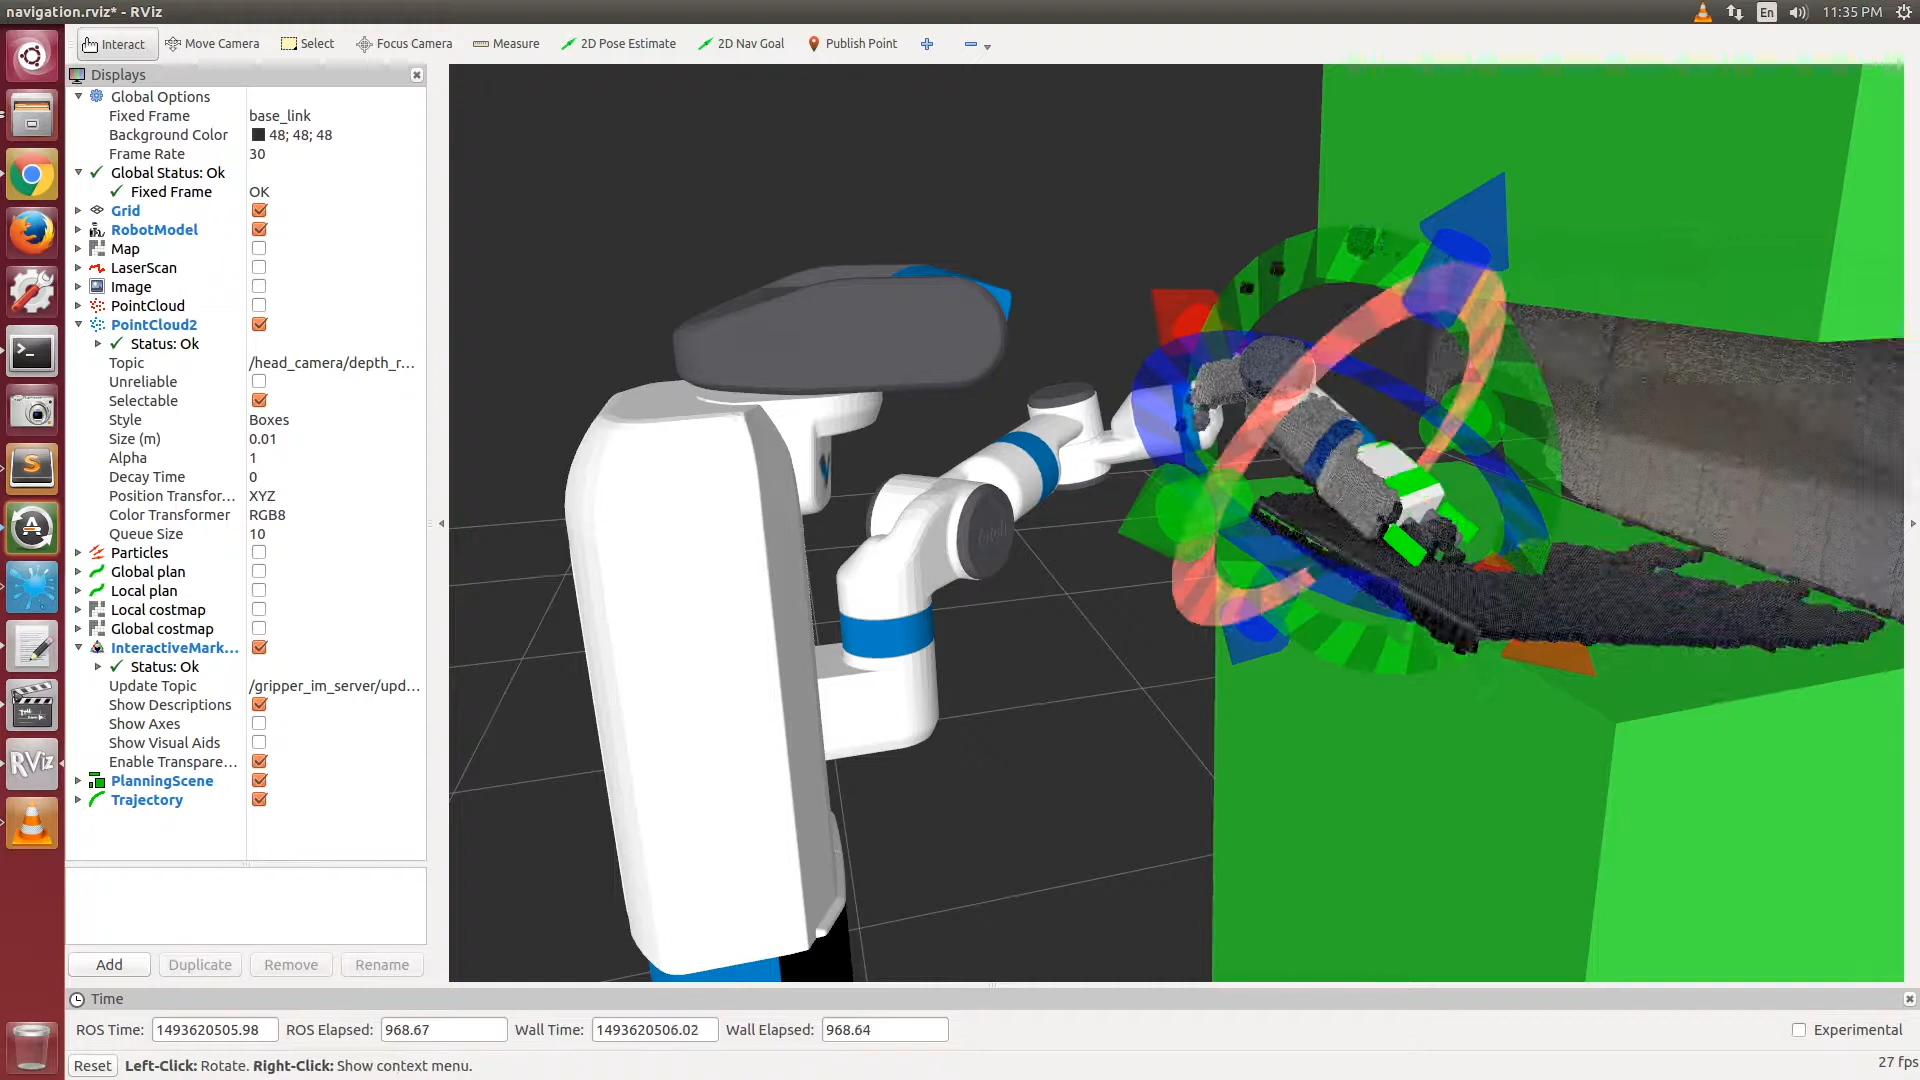 navigation.rviz* - RViz
En 11:35 PM
Interact Move Camera Select Focus Camera Measure 2D Pose Estimate 2D Nav Goal Publish Point
Displays
Global Options
Fixed Frame base_link
Background Color 48; 48; 48
Frame Rate 30
Global Status: Ok
Fixed Frame OK
Grid
RobotModel
Map
LaserScan
Image
PointCloud
PointCloud2
Status: Ok
Topic /head_camera/depth_r...
Unreliable
Selectable
Style Boxes
Size (m) 0.01
Alpha 1
Decay Time 0
Position Transfor... XYZ
Color Transformer RGB8
Queue Size 10
Particles
Global plan
Local plan
Local costmap
Global costmap
InteractiveMark...
Status: Ok
Update Topic /gripper_im_server/upd...
Show Descriptions
Show Axes
Show Visual Aids
Enable Transpare...
PlanningScene
Trajectory
RViz
Add Duplicate Remove Rename
Time
ROS Time: 1493620505.98 ROS Elapsed: 968.67 Wall Time: 1493620506.02 Wall Elapsed: 968.64 Experimental
Reset Left-Click: Rotate. Right-Click: Show context menu. 27 fps